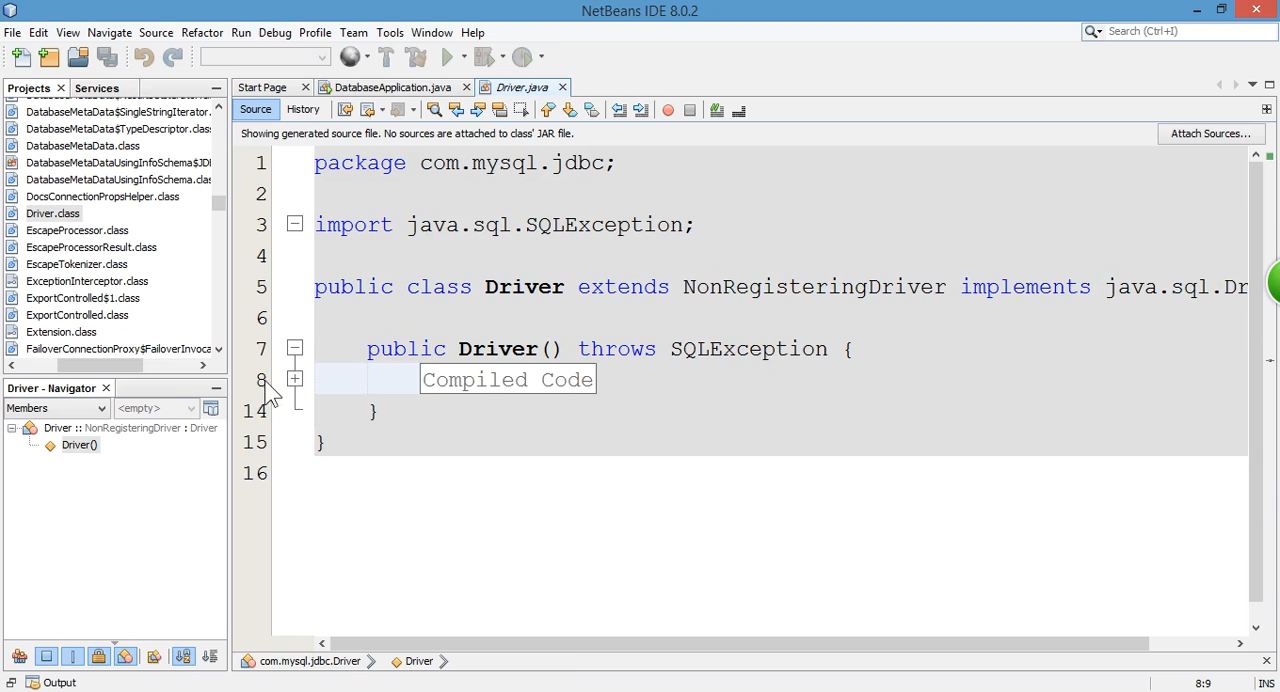 NetBeans IDE 8.0.2
File Edit View Navigate Source Refactor Run Debug Profile Team Tools Window Help
Search (Ctrl+I)
Projects Services
Start Page DatabaseApplication.java Driver.java
Source History
Showing generated source file. No sources are attached to class' JAR file.
Attach Sources...
DatabaseMetaData$SingleStringIterator.
DatabaseMetaData$TypeDescriptor.clas
DatabaseMetaData.class
DatabaseMetaDataUsingInfoSchema$JDI
DatabaseMetaDataUsingInfoSchema.clas
DocsConnectionPropsHelper.class
Driver.class
EscapeProcessor.class
EscapeProcessorResult.class
EscapeTokenizer.class
ExceptionInterceptor.class
ExportControlled$1.class
ExportControlled.class
Extension.class
FailoverConnectionProxy$FailoverInvoca
Driver - Navigator
Members <empty>
Driver :: NonRegisteringDriver : Driver
Driver()
1 package com.mysql.jdbc;
2
3 import java.sql.SQLException;
4
5 public class Driver extends NonRegisteringDriver implements java.sql.Dr
6
7 public Driver() throws SQLException {
8 Compiled Code
14 }
15 }
16
com.mysql.jdbc.Driver Driver
Output
8:9 INS